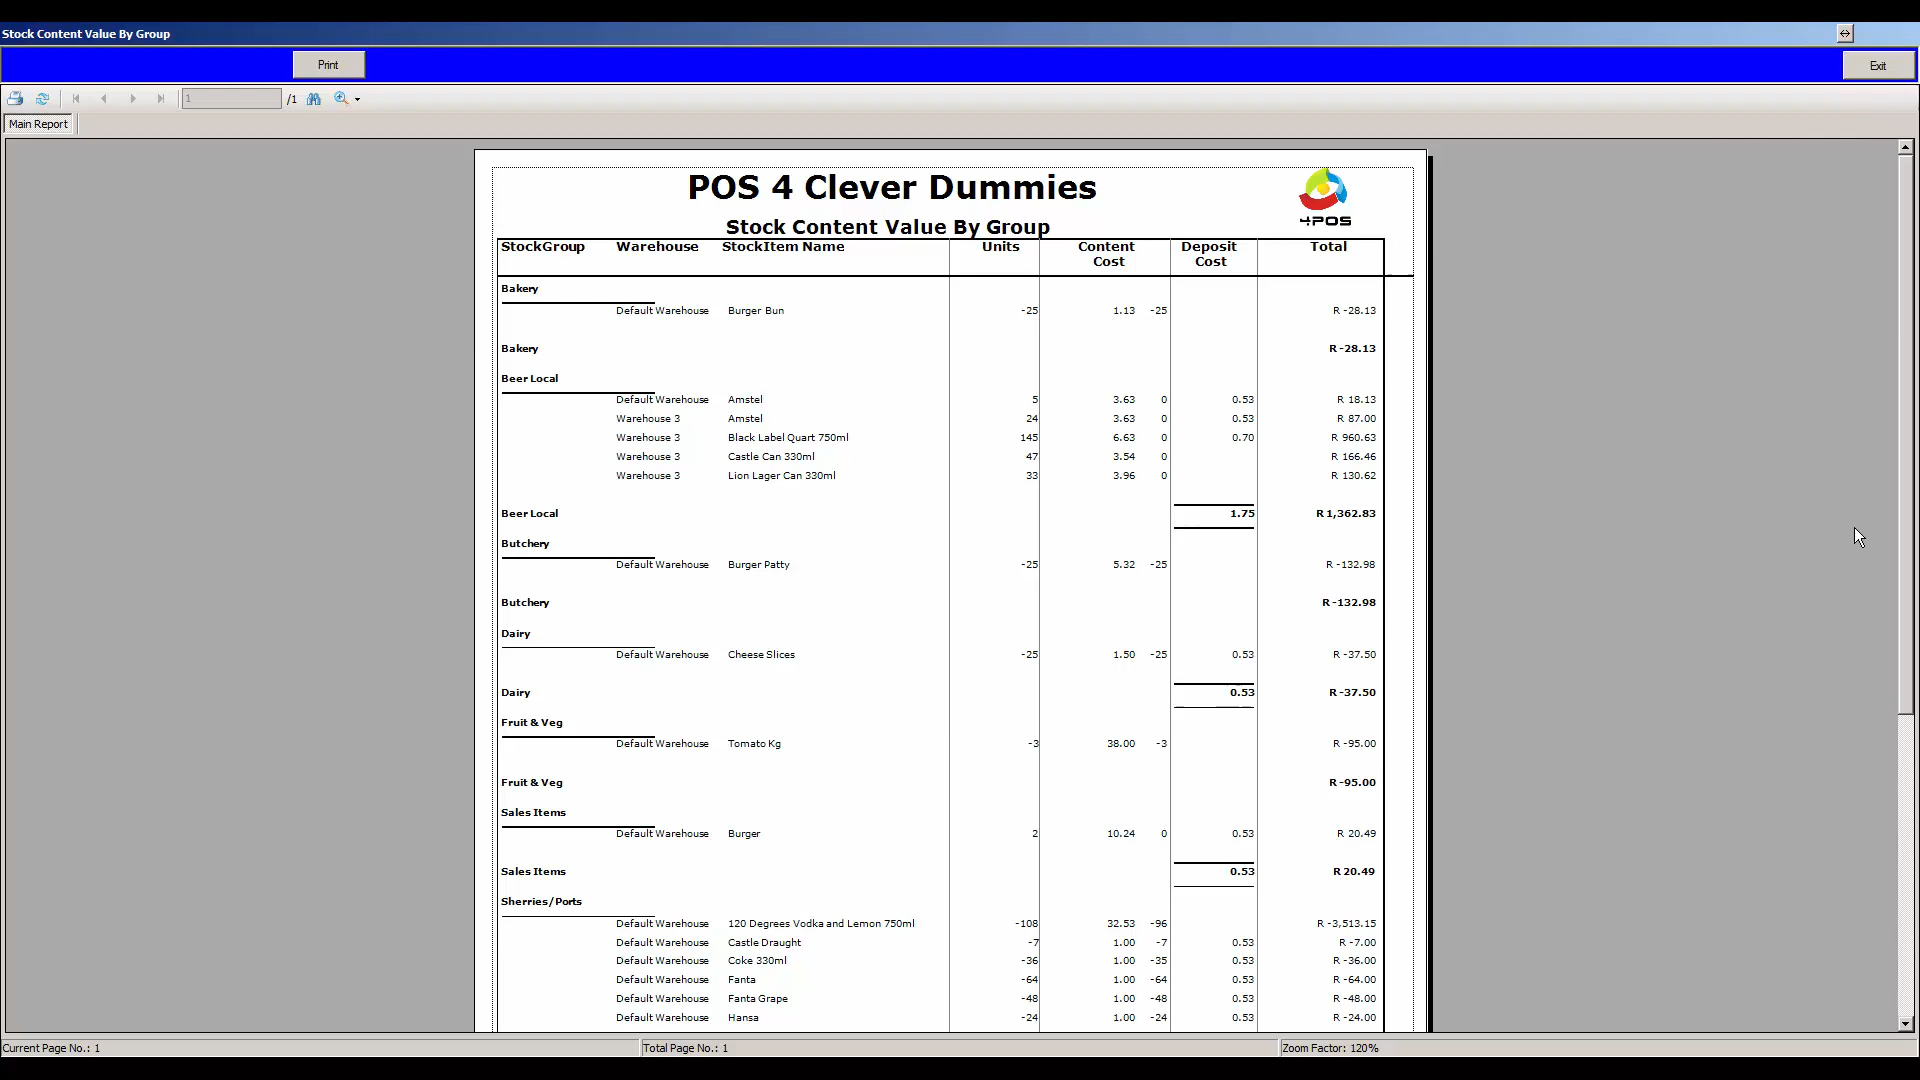 Stock Content Value By Group
Print
Exit
1 /1
Main Report
POS 4 Clever Dummies
4POS
Stock Content Value By Group
StockGroup Warehouse StockItem Name Units Content Cost Deposit Cost Total
Bakery
Default Warehouse Burger Bun -25 1.13 -25 R -28.13
Bakery R -28.13
Beer Local
Default Warehouse Amstel 5 3.63 0 0.53 R 18.13
Warehouse 3 Amstel 24 3.63 0 0.53 R 87.00
Warehouse 3 Black Label Quart 750ml 145 6.63 0 0.70 R 960.63
Warehouse 3 Castle Can 330ml 47 3.54 0 R 166.46
Warehouse 3 Lion Lager Can 330ml 33 3.96 0 R 130.62
Beer Local 1.75 R 1,362.83
Butchery
Default Warehouse Burger Patty -25 5.32 -25 R -132.98
Butchery R -132.98
Dairy
Default Warehouse Cheese Slices -25 1.50 -25 0.53 R -37.50
Dairy 0.53 R -37.50
Fruit & Veg
Default Warehouse Tomato Kg -3 38.00 -3 R -95.00
Fruit & Veg R -95.00
Sales Items
Default Warehouse Burger 2 10.24 0 0.53 R 20.49
Sales Items 0.53 R 20.49
Sherries/Ports
Default Warehouse 120 Degrees Vodka and Lemon 750ml -108 32.53 -96 R -3,513.15
Default Warehouse Castle Draught -7 1.00 -7 0.53 R -7.00
Default Warehouse Coke 330ml -36 1.00 -35 0.53 R -36.00
Default Warehouse Fanta -64 1.00 -64 0.53 R -64.00
Default Warehouse Fanta Grape -48 1.00 -48 0.53 R -48.00
Default Warehouse Hansa -24 1.00 -24 0.53 R -24.00
Current Page No.: 1 Total Page No.: 1 Zoom Factor: 120%